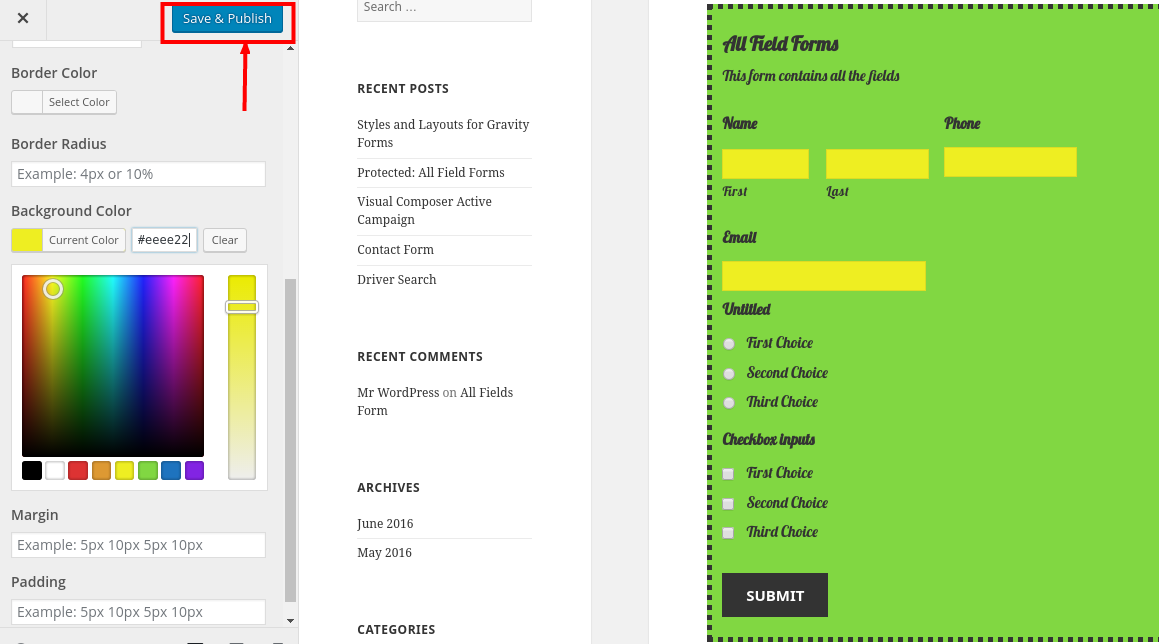 Save & Publish
Border Color
Select Color
Border Radius
Example: 4px or 10%
Background Color
Current Color
#eeee22
Clear
Margin
Example: 5px 10px 5px 10px
Padding
Example: 5px 10px 5px 10px
Search …
RECENT POSTS
Styles and Layouts for Gravity
Forms
Protected: All Field Forms
Visual Composer Active
Campaign
Contact Form
Driver Search
RECENT COMMENTS
Mr WordPress on All Fields
Form
ARCHIVES
June 2016
May 2016
CATEGORIES
All Field Forms
This form contains all the fields
Name
Phone
First
Last
Email
Untitled
First Choice
Second Choice
Third Choice
Checkbox inputs
First Choice
Second Choice
Third Choice
SUBMIT